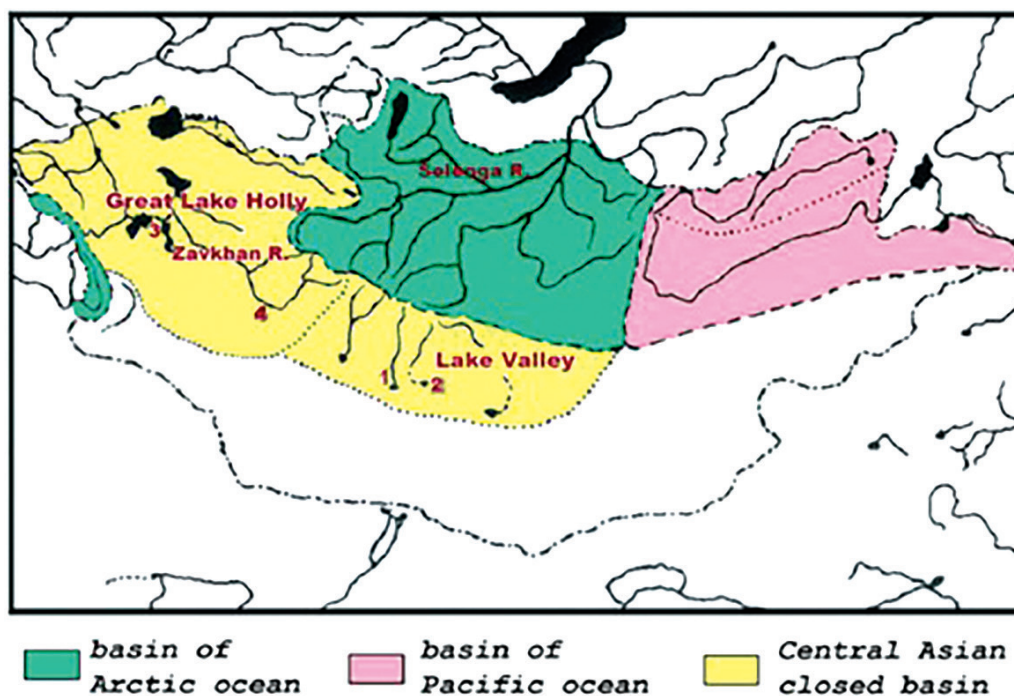 Selenga R
Great Lake Holly
3
Zavkhan R.
4
Lake Valley
1
2
basin of
Arctic ocean
basin of
Pacific ocean
Central Asian
closed basin